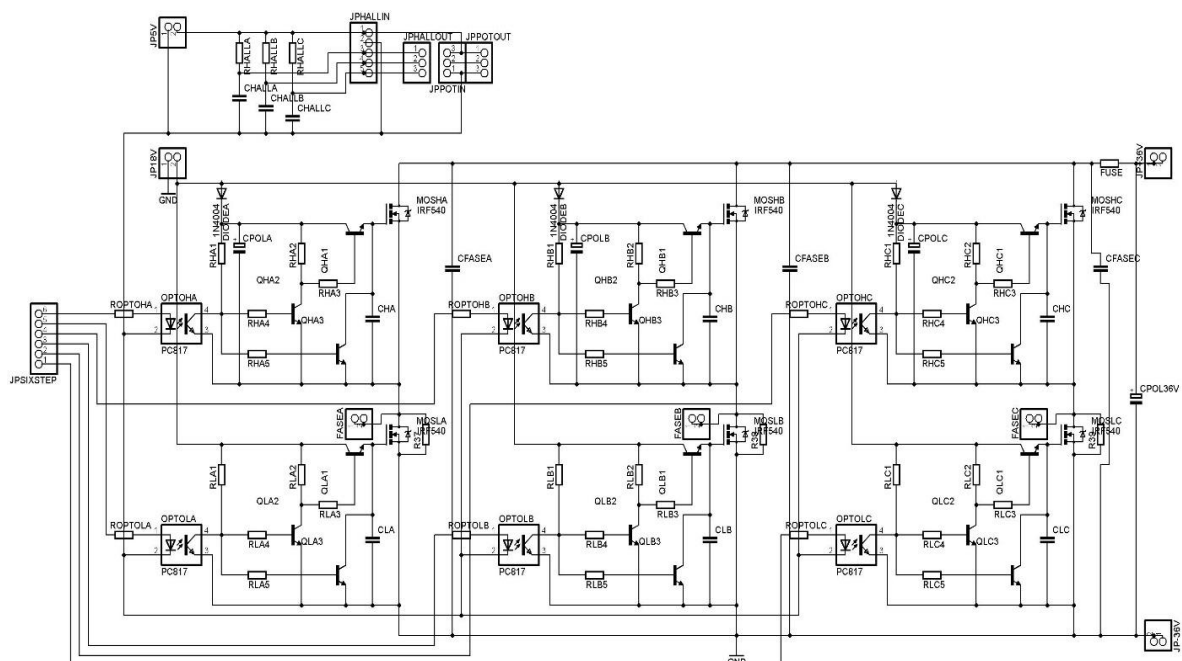 JPHALLIN
JP5V
JPHALLOUT
JPPOTOUT
RHALLA
RHALLB
RHALLC
JPPOTIN
CHALLA
CHALLB
CHALLC
JP18V
GND
FUSE
1N4004
DIODEA
MOSHA
IRF540
1N4004
DIODEB
MOSHB
IRF540
1N4004
DIODEC
MOSHC
IRF540
RHA1
CPOLA
RHA2
QHA1
RHB1
CPOLB
RHB2
QHB1
RHC1
CPOLC
RHC2
QHC1
CFASEA
CFASEB
CFASEC
QHA2
RHA3
QHB2
RHB3
QHC2
RHC3
ROPTOHA
OPTOHA
ROPTOHB
OPTOHB
ROPTOHC
OPTOHC
CHA
CHB
CHC
RHA4
QHA3
RHB4
QHB3
RHC4
QHC3
PC817
RHA5
PC817
RHB5
PC817
RHC5
JPSIXSTEP
CPOL36V
FASEA
MOSLA
IRF540
R37
FASEB
MOSLB
IRF540
FASEC
MOSLC
IRF540
RLA1
RLA2
QLA1
RLB1
RLB2
QLB1
RLC1
RLC2
QLC1
QLA2
RLA3
QLB2
RLB3
QLC2
RLC3
ROPTOLA
OPTOLA
ROPTOLB
OPTOLB
ROPTOLC
OPTOLC
CLA
CLB
CLC
RLA4
QLA3
RLB4
QLB3
RLC4
QLC3
PC817
RLA5
PC817
RLB5
PC817
RLC5
JP-36V
GND